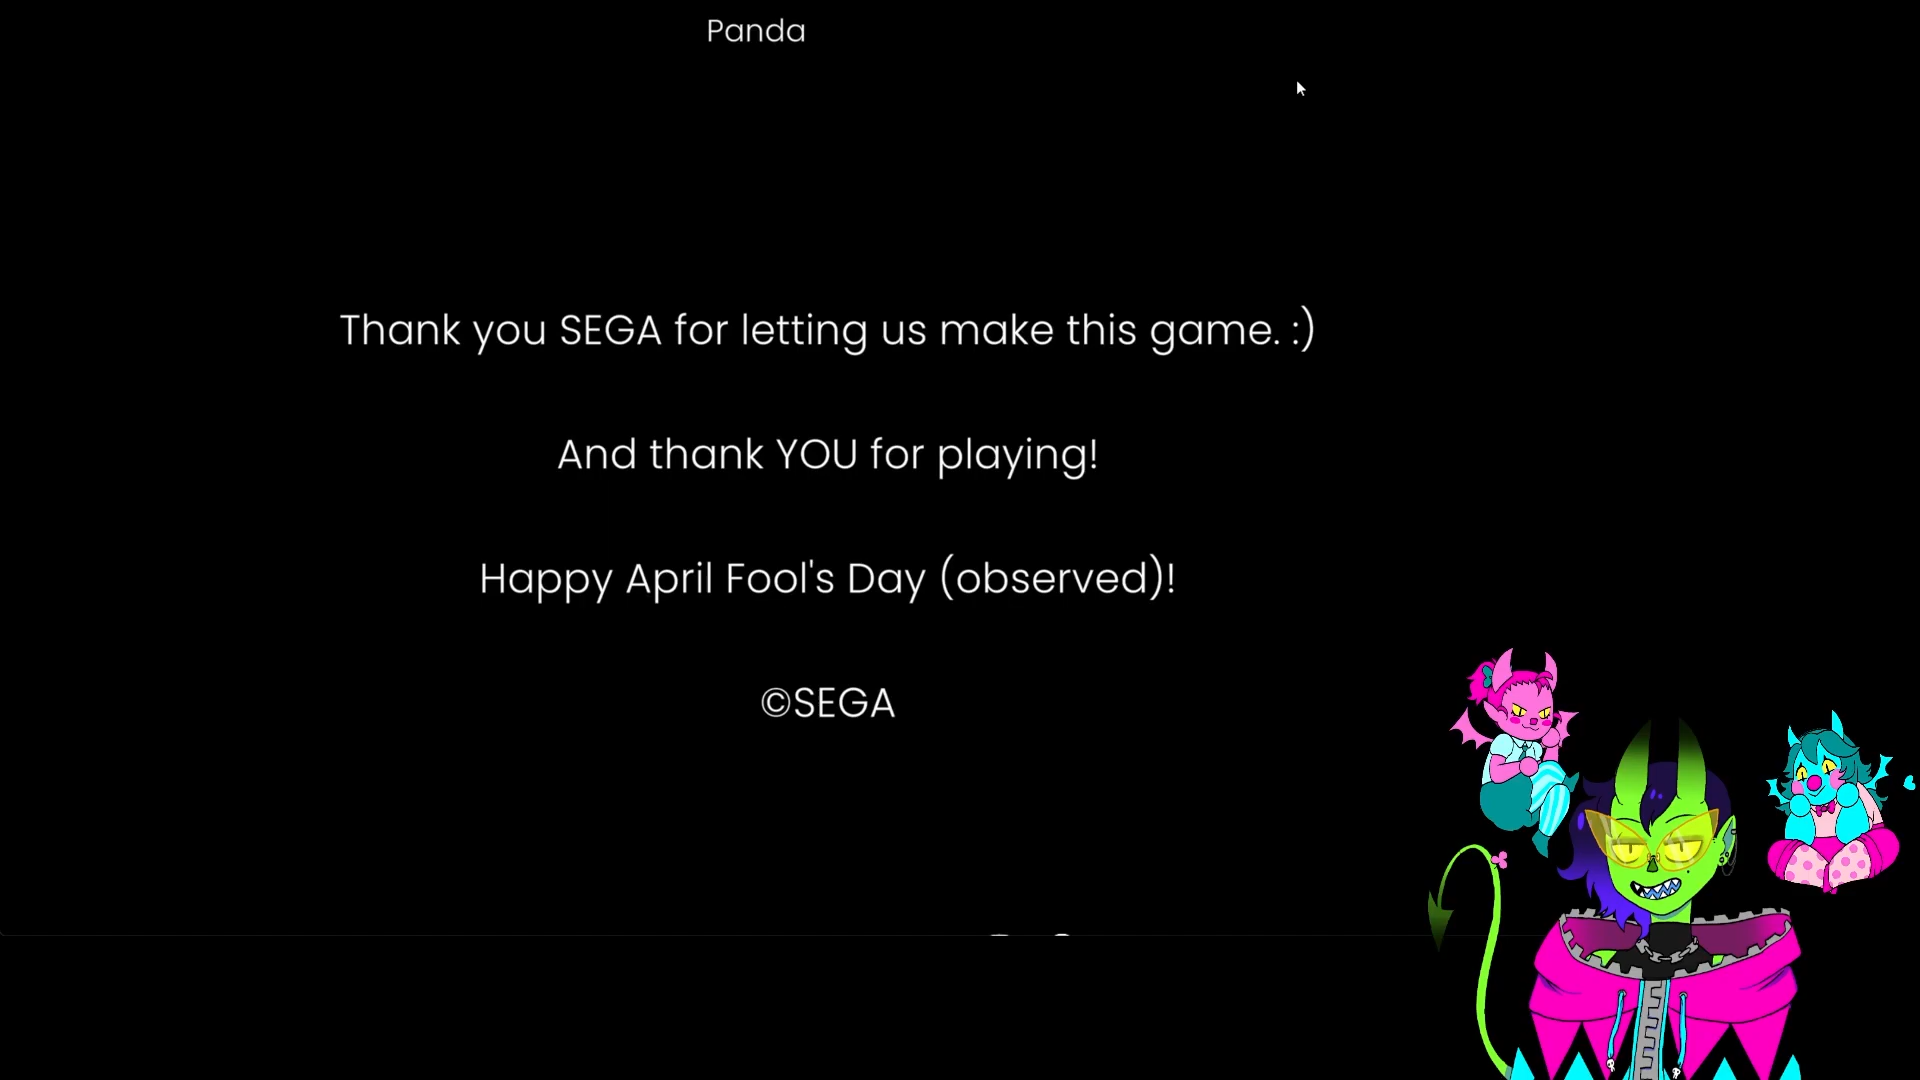 Panda
Thank you SEGA for letting us make this game. :)
And thank YOU for playing!
Happy April Fool's Day (observed)!
©SEGA